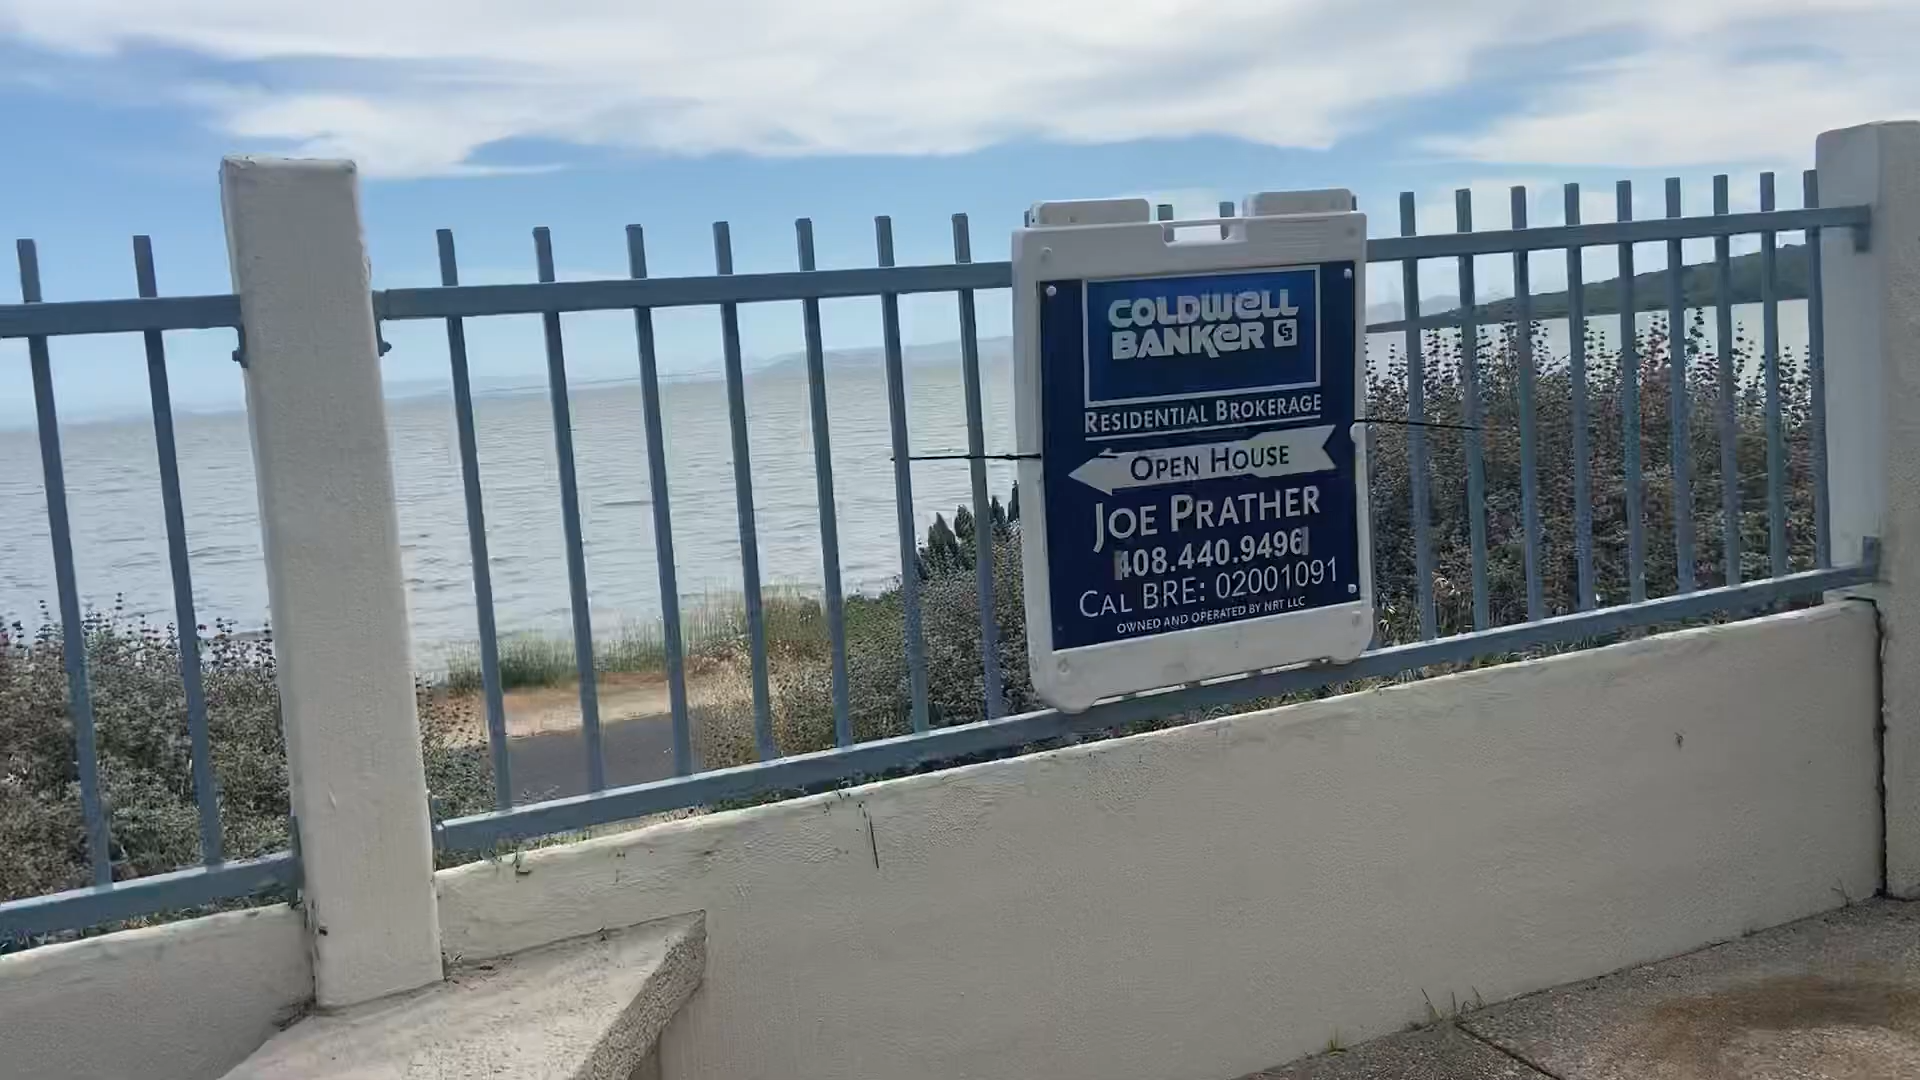 COLDWELL
BANKER CB
RESIDENTIAL BROKERAGE
OPEN HOUSE
JOE PRATHER
408.440.9496
CAL BRE: 02001091
OWNED AND OPERATED BY NRT LLC